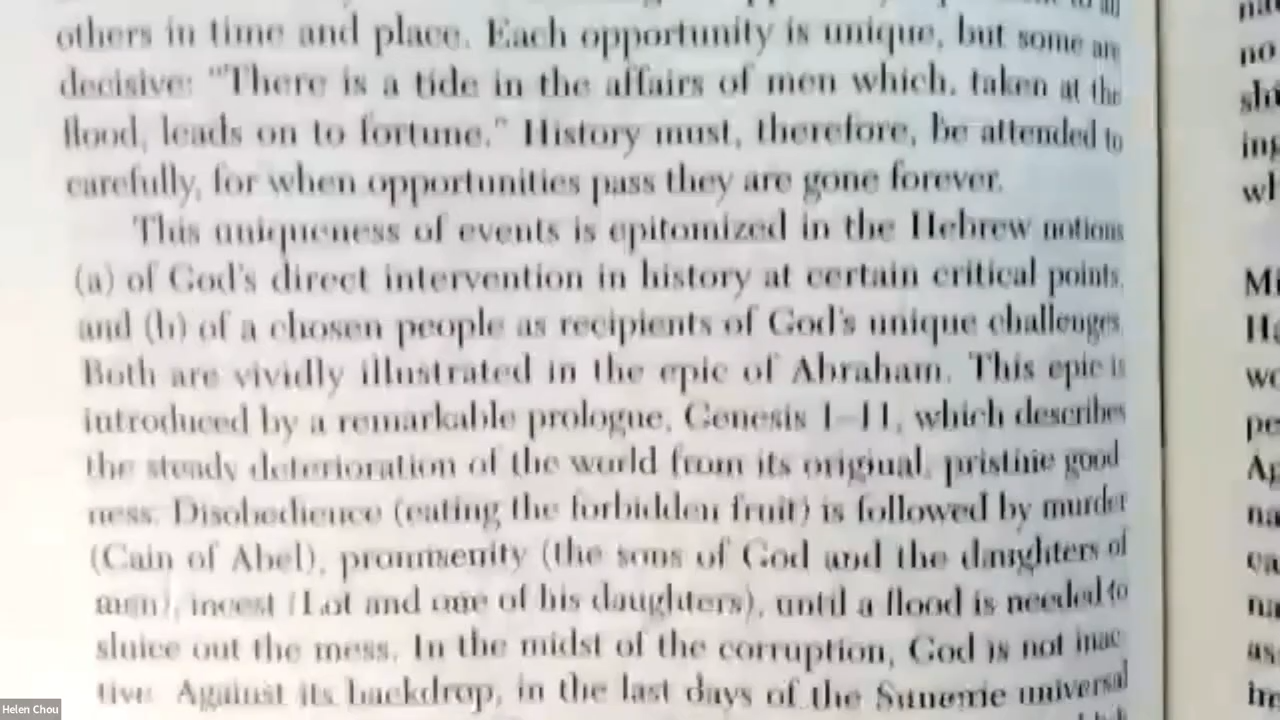 others in time and place. Each opportunity is unique, but some are
decisive: "There is a tide in the affairs of men which, taken at the
flood, leads on to fortune." History must, therefore, be attended to
carefully, for when opportunities pass they are gone forever.
This uniqueness of events is epitomized in the Hebrew notions
(a) of God's direct intervention in history at certain critical points,
and (b) of a chosen people as recipients of God's unique challenges.
Both are vividly illustrated in the epic of Abraham. This epic is
introduced by a remarkable prologue, Genesis 1–11, which describes
the steady deterioration of the world from its original, pristine good
ness. Disobedience (eating the forbidden fruit) is followed by murder
(Cain of Abel), promiscuity (the sons of God and the daughters of
men), incest (Lot and one of his daughters), until a flood is needed to
sluice out the mess. In the midst of the corruption, God is not inac
tive. Against its backdrop, in the last days of the Sumerian universal
no
wh
Ap
na
as
Helen Chou